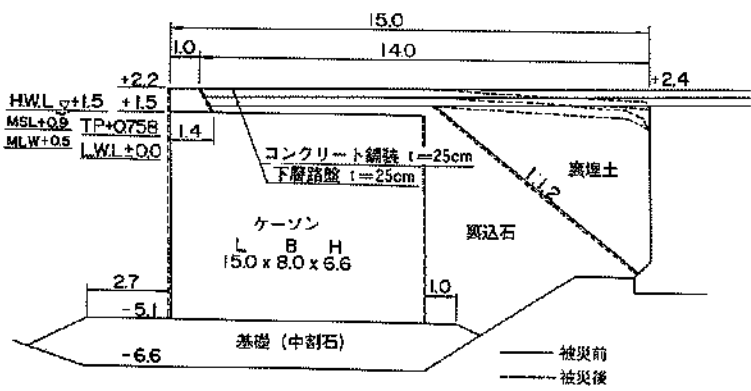 15.0
1.0
14.0
+2.2
+2.4
H.W.L ▽+1.5
+1.5
MSL+0.9
TP+0.758
MLW+0.5
L.W.L+0.0
1.4
コンクリート舗装 t=25cm
下層路盤 t=25cm
1:1.2
裏埋土
ケーソン
L B H
15.0 x 8.0 x 6.6
裏込石
2.7
1.0
-5.1
基礎 (中割石)
-6.6
被災前
被災後